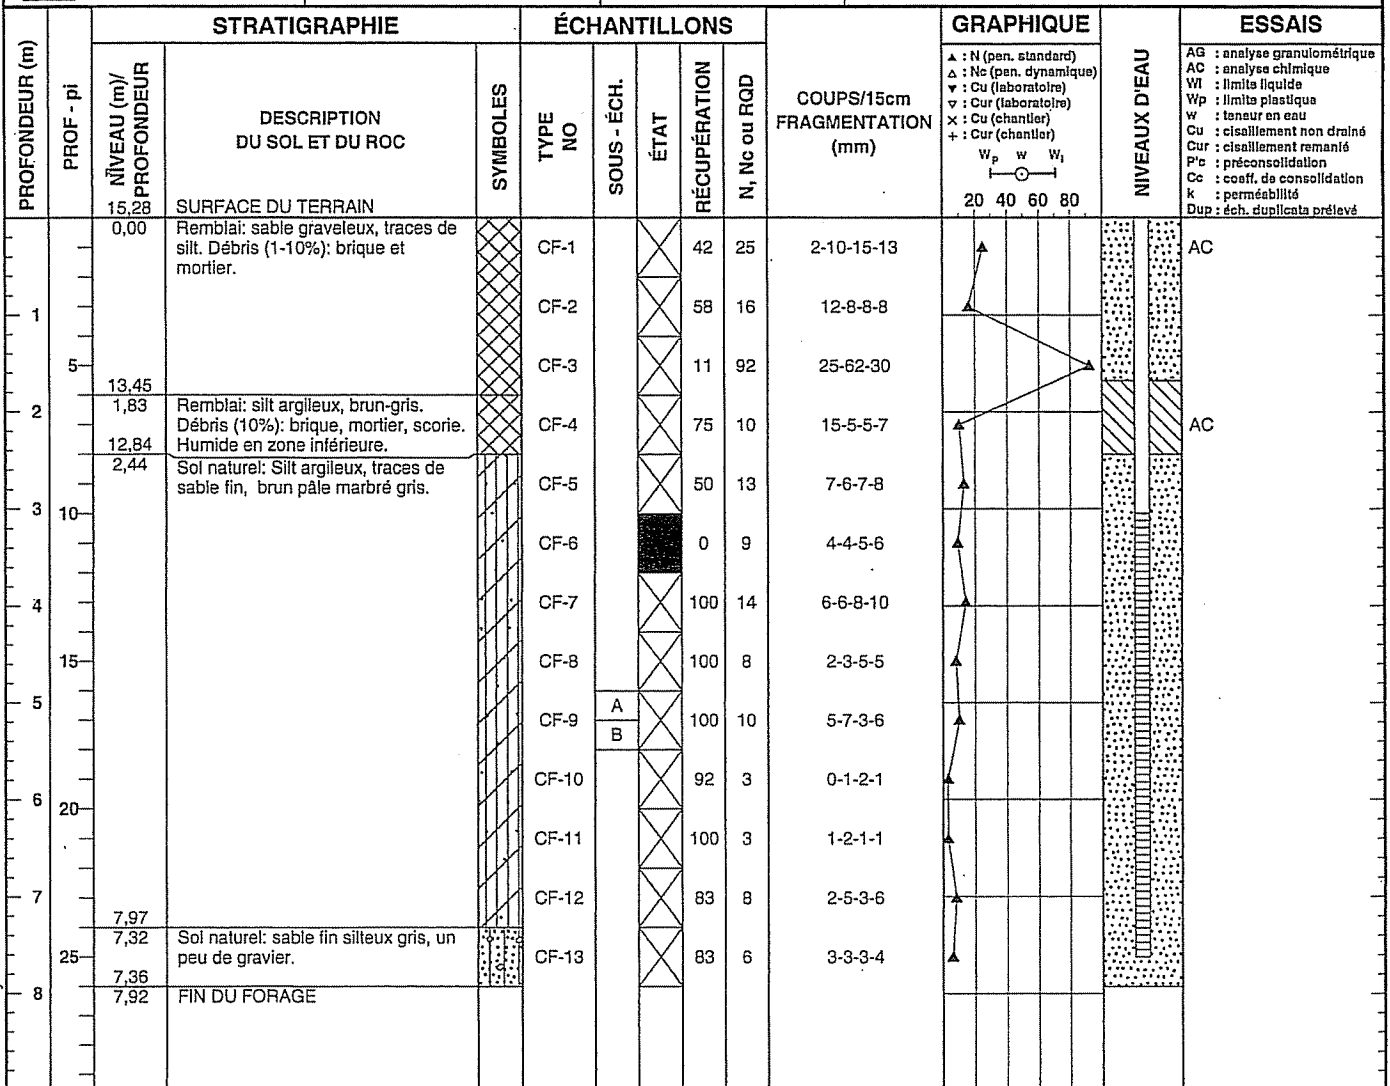 STRATIGRAPHIE
ÉCHANTILLONS
GRAPHIQUE
ESSAIS
PROFONDEUR (m)
PROF - pi
NIVEAU (m)/
PROFONDEUR
DESCRIPTION
DU SOL ET DU ROC
SYMBOLES
TYPE
NO
SOUS - ÉCH.
ÉTAT
RÉCUPÉRATION
N, Nc ou RQD
COUPS/15cm
FRAGMENTATION
(mm)
▲ : N (pen. standard)
△ : Nc (pen. dynamique)
▼ : Cu (laboratoire)
▽ : Cur (laboratoire)
× : Cu (chantier)
+ : Cur (chantier)
Wp w Wl
20 40 60 80
NIVEAUX D'EAU
AG : analyse granulométrique
AC : analyse chimique
Wl : limite liquide
Wp : limite plastique
w : teneur en eau
Cu : cisaillement non drainé
Cur : cisaillement remanié
P'c : préconsolidation
Cc : coeff. de consolidation
k : perméabilité
Dup : éch. duplicata prélevé
15,28 SURFACE DU TERRAIN
0,00 Remblai: sable graveleux, traces de
silt. Débris (1-10%): brique et
mortier.
CF-1 42 25 2-10-15-13 AC
CF-2 58 16 12-8-8-8
1
CF-3 11 92 25-62-30
5
13,45
1,83 Remblai: silt argileux, brun-gris.
2
Débris (10%): brique, mortier, scorie.
CF-4 75 10 15-5-5-7 AC
12,84 Humide en zone inférieure.
2,44 Sol naturel: Silt argileux, traces de
sable fin, brun pâle marbré gris.
CF-5 50 13 7-6-7-8
3
10
CF-6 0 9 4-4-5-6
4
CF-7 100 14 6-6-8-10
15
CF-8 100 8 2-3-5-5
5
A
CF-9 100 10 5-7-3-6
B
CF-10 92 3 0-1-2-1
6
20
CF-11 100 3 1-2-1-1
7
CF-12 83 8 2-5-3-6
7,97
7,32 Sol naturel: sable fin silteux gris, un
peu de gravier.
25
CF-13 83 6 3-3-3-4
7,36
8
7,92 FIN DU FORAGE